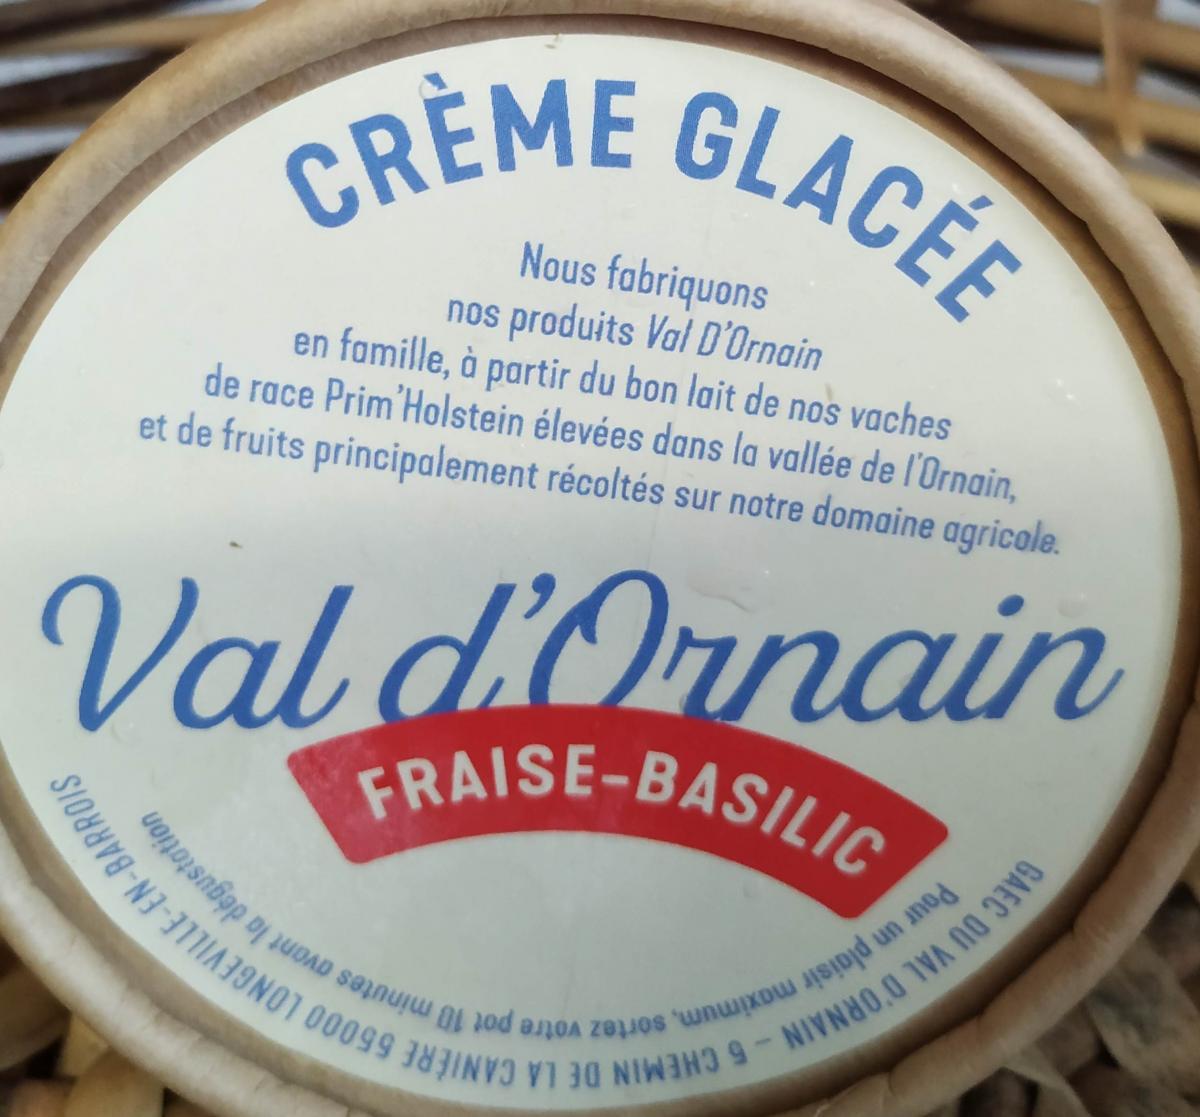 CRÈME GLACÉE
Nous fabriquons
nos produits Val D'Ornain
en famille, à partir du bon lait de nos vaches
de race Prim'Holstein élevées dans la vallée de l'Ornain,
et de fruits principalement récoltés sur notre domaine agricole.
Val d'Ornain
FRAISE-BASILIC
Pour un plaisir maximum, sortez votre pot 10 minutes avant la dégustation
GAEC DU VAL D'ORNAIN - 6 CHEMIN DE LA CANIÈRE 55000 LONGEVILLE-EN-BARROIS